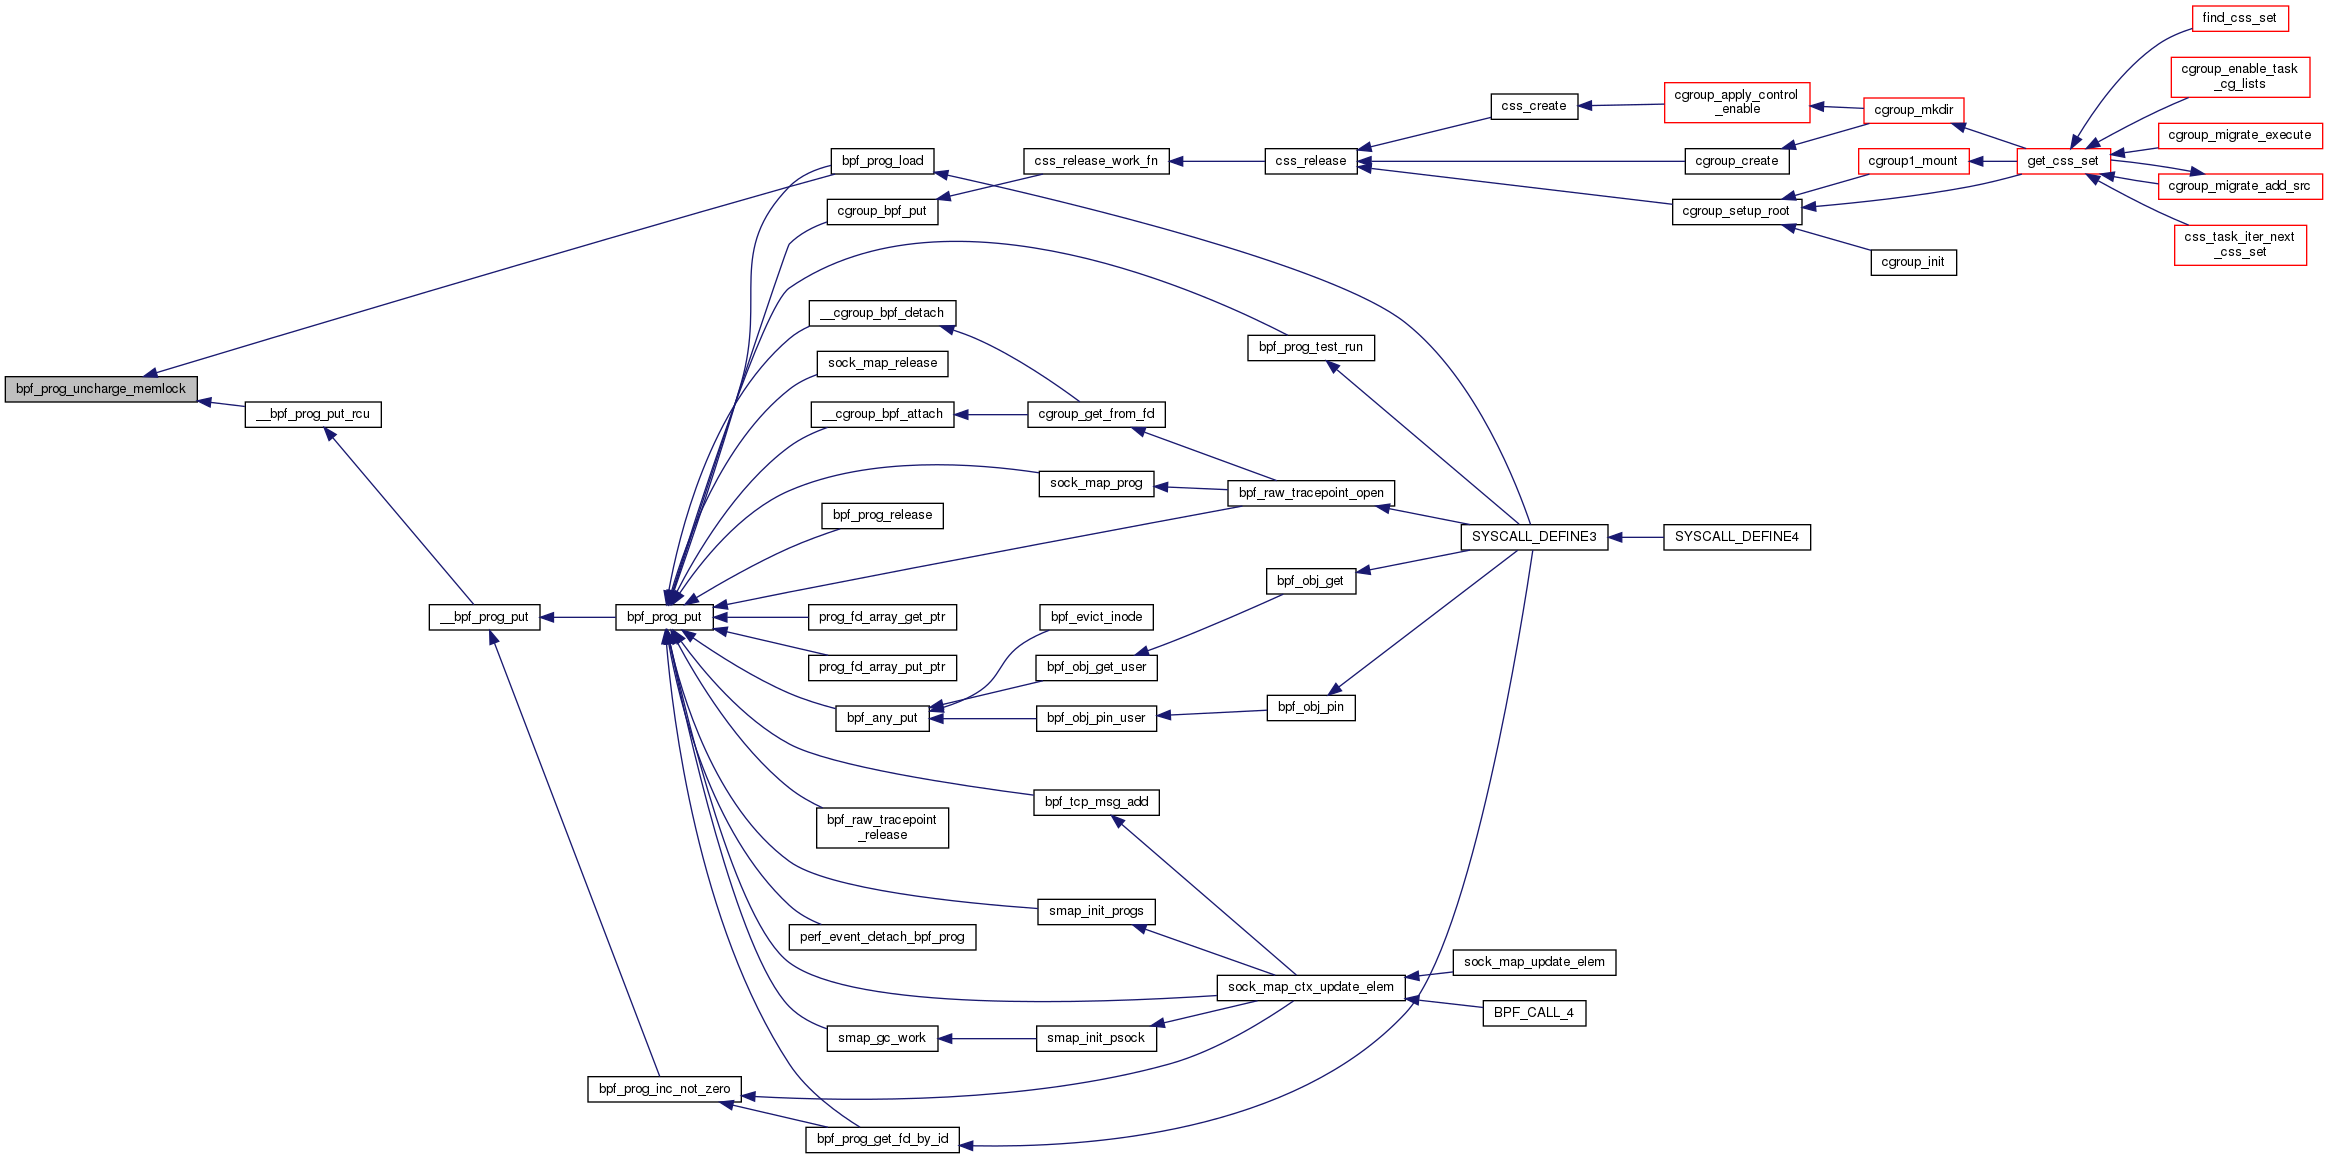 find_css_set
cgroup_enable_task
_cg_lists
cgroup_apply_control
_enable
css_create
cgroup_mkdir
cgroup_migrate_execute
bpf_prog_load
css_release_work_fn
css_release
cgroup_create
cgroup1_mount
get_css_set
cgroup_migrate_add_src
cgroup_bpf_put
cgroup_setup_root
css_task_iter_next
_css_set
cgroup_init
__cgroup_bpf_detach
bpf_prog_test_run
sock_map_release
bpf_prog_uncharge_memlock
__bpf_prog_put_rcu
__cgroup_bpf_attach
cgroup_get_from_fd
sock_map_prog
bpf_raw_tracepoint_open
bpf_prog_release
SYSCALL_DEFINE3
SYSCALL_DEFINE4
bpf_obj_get
__bpf_prog_put
bpf_prog_put
prog_fd_array_get_ptr
bpf_evict_inode
prog_fd_array_put_ptr
bpf_obj_get_user
bpf_any_put
bpf_obj_pin_user
bpf_obj_pin
bpf_tcp_msg_add
bpf_raw_tracepoint
_release
smap_init_progs
perf_event_detach_bpf_prog
sock_map_update_elem
sock_map_ctx_update_elem
BPF_CALL_4
smap_gc_work
smap_init_psock
bpf_prog_inc_not_zero
bpf_prog_get_fd_by_id